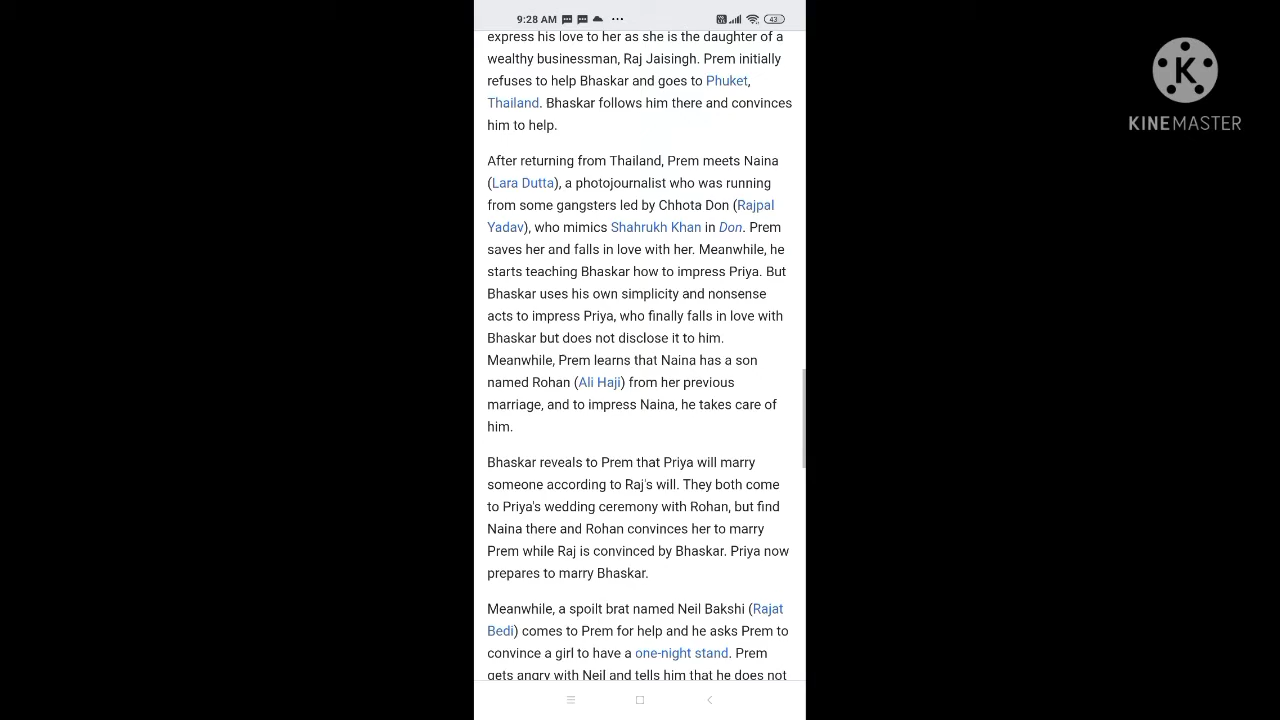 9:28 AM
43
express his love to her as she is the daughter of a
wealthy businessman, Raj Jaisingh. Prem initially
refuses to help Bhaskar and goes to Phuket,
Thailand. Bhaskar follows him there and convinces
him to help.
After returning from Thailand, Prem meets Naina
(Lara Dutta), a photojournalist who was running
from some gangsters led by Chhota Don (Rajpal
Yadav), who mimics Shahrukh Khan in Don. Prem
saves her and falls in love with her. Meanwhile, he
starts teaching Bhaskar how to impress Priya. But
Bhaskar uses his own simplicity and nonsense
acts to impress Priya, who finally falls in love with
Bhaskar but does not disclose it to him.
Meanwhile, Prem learns that Naina has a son
named Rohan (Ali Haji) from her previous
marriage, and to impress Naina, he takes care of
him.
Bhaskar reveals to Prem that Priya will marry
someone according to Raj's will. They both come
to Priya's wedding ceremony with Rohan, but find
Naina there and Rohan convinces her to marry
Prem while Raj is convinced by Bhaskar. Priya now
prepares to marry Bhaskar.
Meanwhile, a spoilt brat named Neil Bakshi (Rajat
Bedi) comes to Prem for help and he asks Prem to
convince a girl to have a one-night stand. Prem
gets angry with Neil and tells him that he does not
K
KINEMASTER